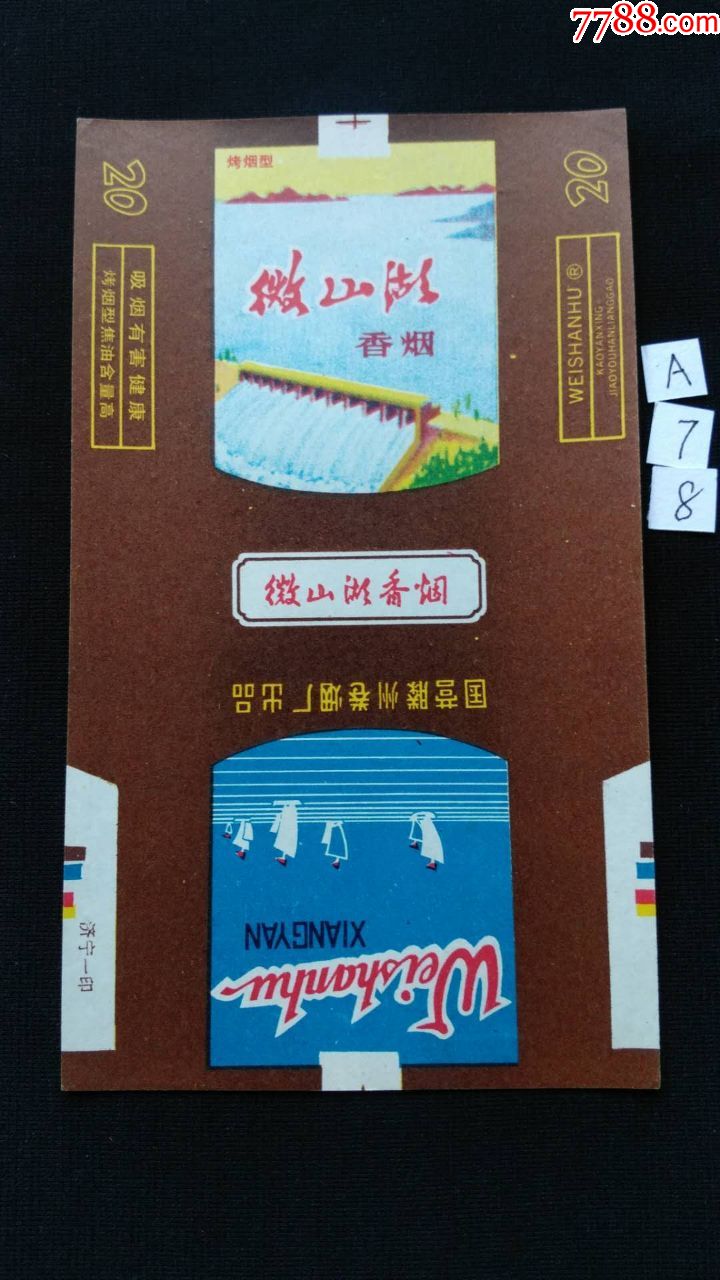 7788.com
20
吸烟有害健康
烤烟型焦油含量高
烤烟型
微山湖
香烟
20
WEISHANHU ®
KAOYANXING
JIAOYOUHANLIANGGAO
A
7
8
微山湖香烟
国营滕州卷烟厂出品
Weishanhu
XIANGYAN
济宁一印